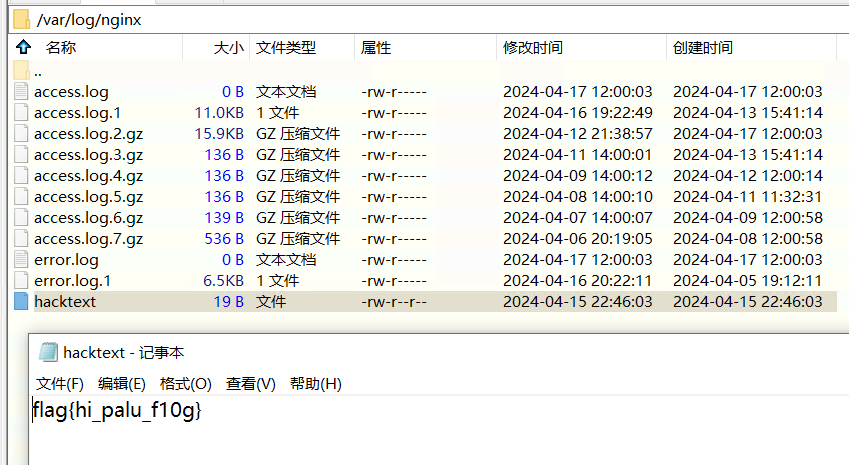 /var/log/nginx
名称 大小 文件类型 属性 修改时间 创建时间
..
access.log 0 B 文本文档 -rw-r----- 2024-04-17 12:00:03 2024-04-17 12:00:03
access.log.1 11.0KB 1 文件 -rw-r----- 2024-04-16 19:22:49 2024-04-13 15:41:14
access.log.2.gz 15.9KB GZ 压缩文件 -rw-r----- 2024-04-12 21:38:57 2024-04-17 12:00:03
access.log.3.gz 136 B GZ 压缩文件 -rw-r----- 2024-04-11 14:00:01 2024-04-13 15:41:14
access.log.4.gz 136 B GZ 压缩文件 -rw-r----- 2024-04-09 14:00:12 2024-04-12 12:00:14
access.log.5.gz 136 B GZ 压缩文件 -rw-r----- 2024-04-08 14:00:10 2024-04-11 11:32:31
access.log.6.gz 139 B GZ 压缩文件 -rw-r----- 2024-04-07 14:00:07 2024-04-09 12:00:58
access.log.7.gz 536 B GZ 压缩文件 -rw-r----- 2024-04-06 20:19:05 2024-04-08 12:00:58
error.log 0 B 文本文档 -rw-r----- 2024-04-17 12:00:03 2024-04-17 12:00:03
error.log.1 6.5KB 1 文件 -rw-r----- 2024-04-16 20:22:11 2024-04-05 19:12:11
hacktext 19 B 文件 -rw-r--r-- 2024-04-15 22:46:03 2024-04-15 22:46:03
hacktext - 记事本
文件(F) 编辑(E) 格式(O) 查看(V) 帮助(H)
flag{hi_palu_f10g}